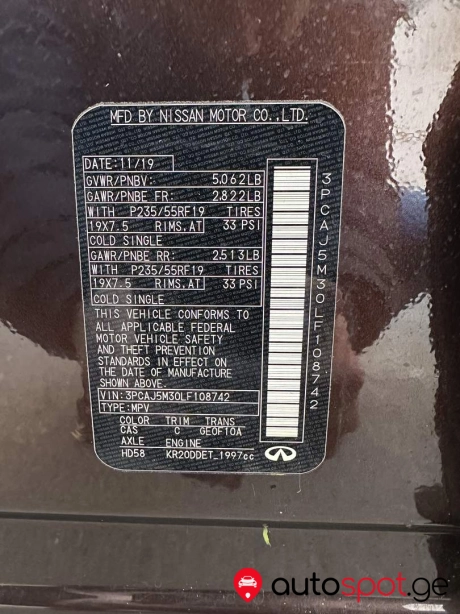 MFD BY NISSAN MOTOR CO.,LTD.
DATE:11/19
GVWR/PNBV: 5.062LB
GAWR/PNBE FR: 2.822LB
WITH P235/55RF19 TIRES
19X7.5 RIMS.AT 33 PSI
COLD SINGLE
GAWR/PNBE RR: 2.513LB
WITH P235/55RF19 TIRES
19X7.5 RIMS.AT 33 PSI
COLD SINGLE
THIS VEHICLE CONFORMS TO
ALL APPLICABLE FEDERAL
MOTOR VEHICLE SAFETY
AND THEFT PREVENTION
STANDARDS IN EFFECT ON
THE DATE OF MANUFACTURE
SHOWN ABOVE.
VIN:3PCAJ5M30LF108742
TYPE:MPV
COLOR TRIM TRANS
CAS C GE0F10A
AXLE ENGINE
HD58 KR20DDET_1997cc
3PCAJ5M30LF108742
autospot.ge